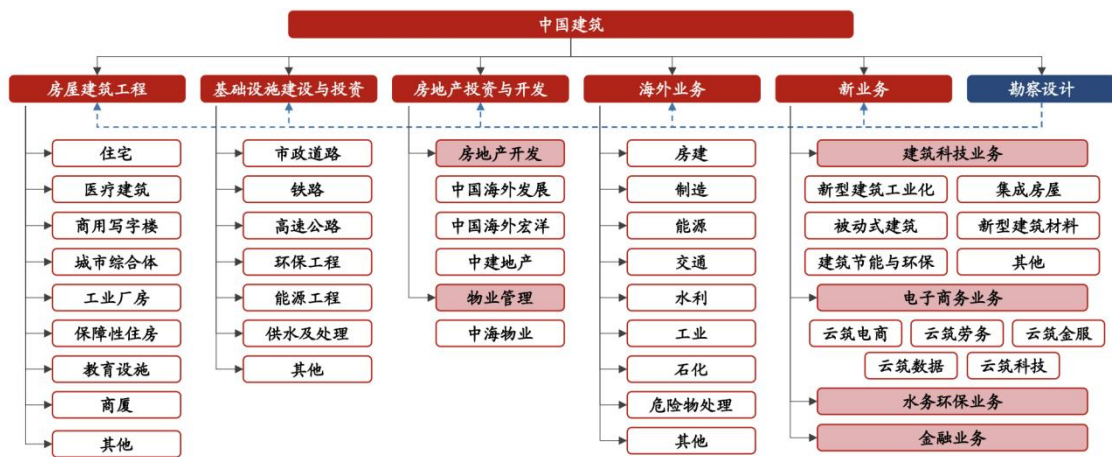 中国建筑
房屋建筑工程
基础设施建设与投资
房地产投资与开发
海外业务
新业务
勘察设计
住宅
医疗建筑
商用写字楼
城市综合体
工业厂房
保障性住房
教育设施
商厦
其他
市政道路
铁路
高速公路
环保工程
能源工程
供水及处理
其他
房地产开发
中国海外发展
中国海外宏洋
中建地产
物业管理
中海物业
房建
制造
能源
交通
水利
工业
石化
危险物处理
其他
建筑科技业务
新型建筑工业化
集成房屋
被动式建筑
新型建筑材料
建筑节能与环保
其他
电子商务业务
云筑电商
云筑劳务
云筑金服
云筑数据
云筑科技
水务环保业务
金融业务